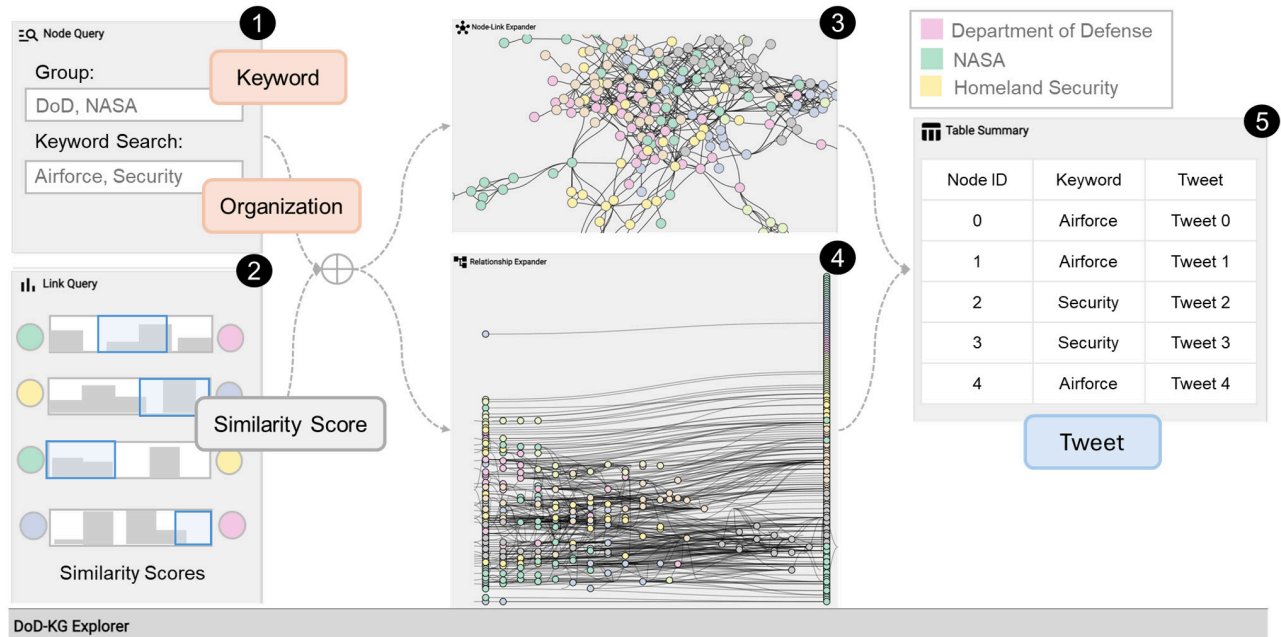 1
Node Query
Group:
DoD, NASA
Keyword
Keyword Search:
Airforce, Security
Organization
2
Link Query
Similarity Score
Similarity Scores
3
Node-Link Expander
4
Relationship Expander
Department of Defense
NASA
Homeland Security
5
Table Summary
Node ID Keyword Tweet
0 Airforce Tweet 0
1 Airforce Tweet 1
2 Security Tweet 2
3 Security Tweet 3
4 Airforce Tweet 4
Tweet
DoD-KG Explorer